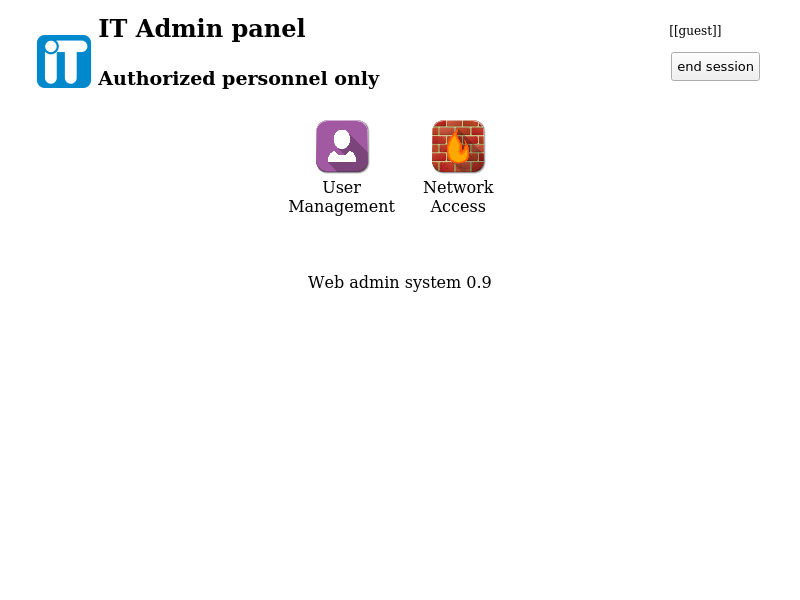 IT Admin panel
[[guest]]
iT
Authorized personnel only
end session
User
Management
Network
Access
Web admin system 0.9